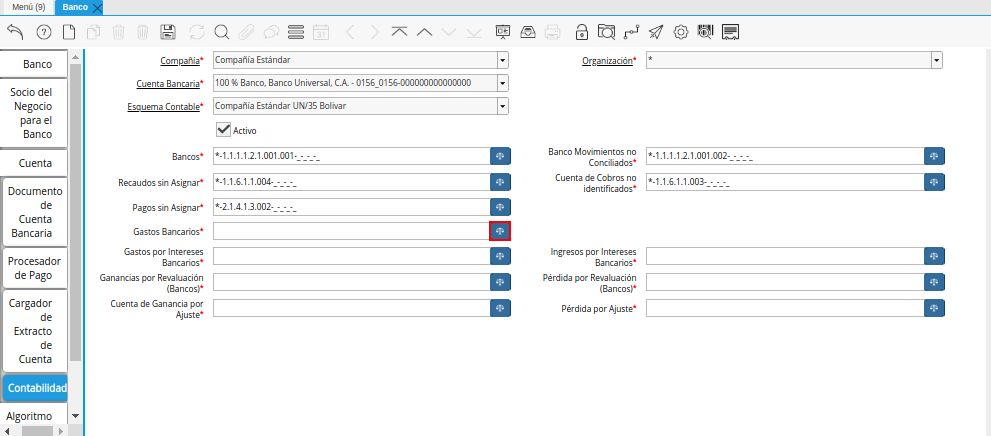 Menú (9)
Banco
Banco
Socio del
Negocio
para el
Banco
Cuenta
Documento
de
Cuenta
Bancaria
Procesador
de Pago
Cargador
de
Extracto
de
Cuenta
Contabilidad
Algoritmo
Compañía* Compañía Estándar
Organización* *
Cuenta Bancaria* 100 % Banco, Banco Universal, C.A. - 0156_0156-000000000000000
Esquema Contable* Compañía Estándar UN/35 Bolivar
Activo
Bancos* *-1.1.1.1.2.1.001.001-_-_-_-_
Banco Movimientos no
Conciliados* *-1.1.1.1.2.1.001.002-_-_-_-_
Recaudos sin Asignar* *-1.1.6.1.1.004-_-_-_-_
Cuenta de Cobros no
identificados* *-1.1.6.1.1.003-_-_-_-_
Pagos sin Asignar* *-2.1.4.1.3.002-_-_-_-_
Gastos Bancarios*
Gastos por Intereses
Bancarios*
Ingresos por Intereses
Bancarios*
Ganancias por Revaluación
(Bancos)*
Pérdida por Revaluación
(Bancos)*
Cuenta de Ganancia por
Ajuste*
Pérdida por Ajuste*